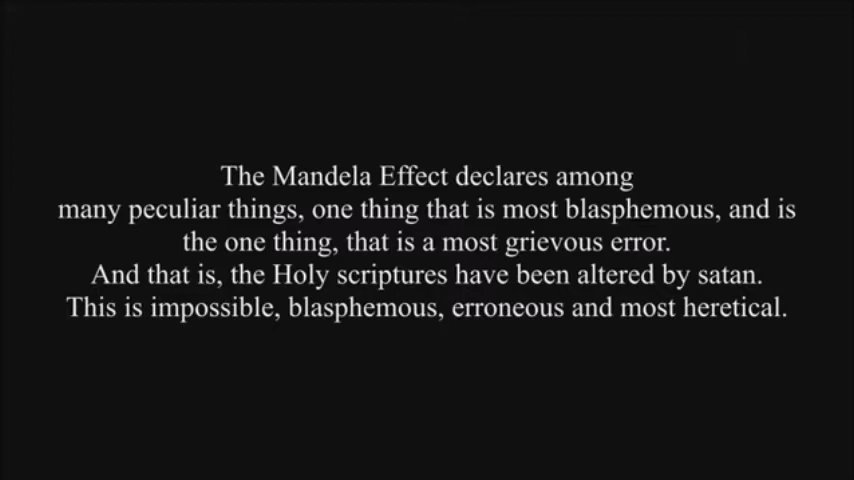 The Mandela Effect declares among
many peculiar things, one thing that is most blasphemous, and is
the one thing, that is a most grievous error.
And that is, the Holy scriptures have been altered by satan.
This is impossible, blasphemous, erroneous and most heretical.